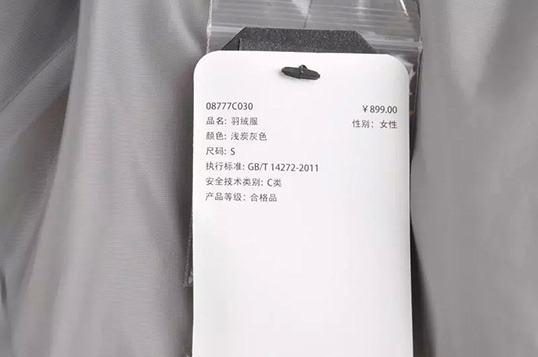 08777C030 ￥899.00
品名: 羽绒服 性别: 女性
颜色: 浅炭灰色
尺码: S
执行标准: GB/T 14272-2011
安全技术类别: C类
产品等级: 合格品